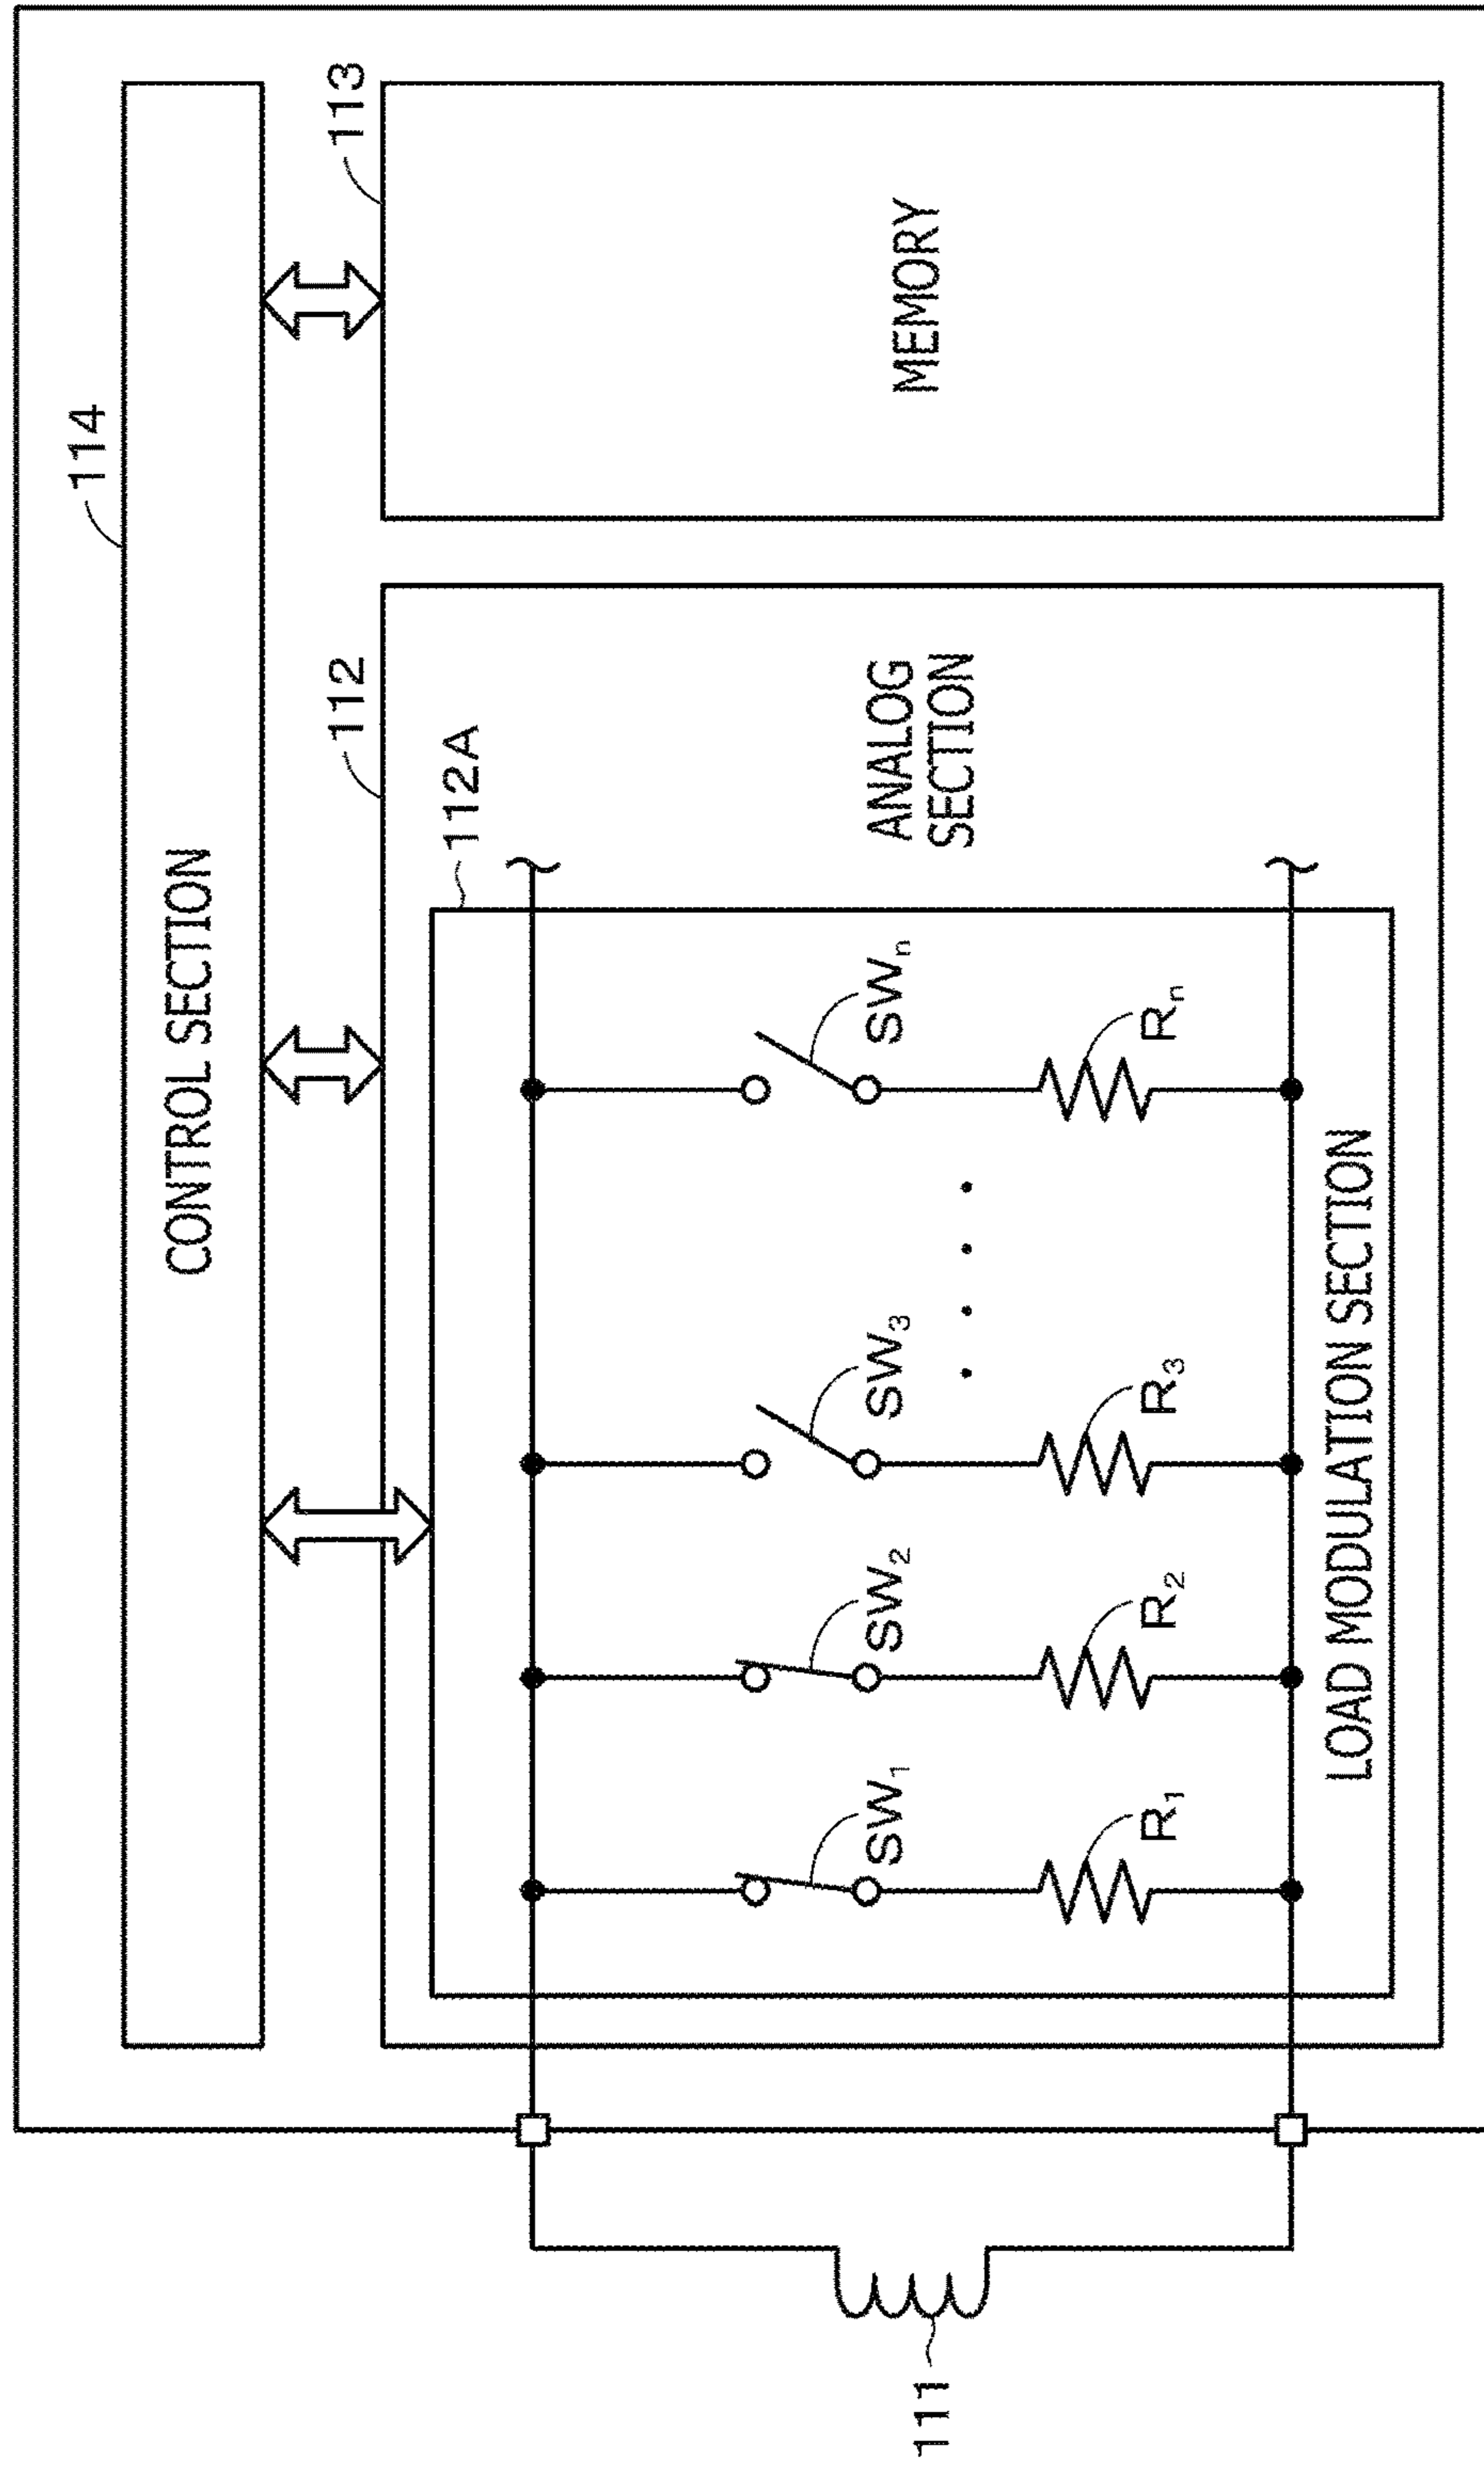 114
CONTROL SECTION
112
113
112A
ANALOG
SECTION
MEMORY
SW1
SW2
SW3
SWn
R1
R2
R3
Rn
LOAD MODULATION SECTION
111